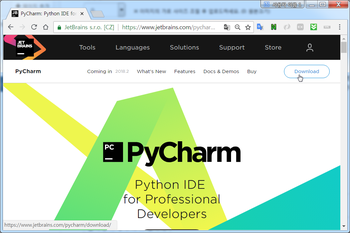 PyCharm: Python IDE for
JetBrains s.r.o. [CZ]
https://www.jetbrains.com/pychar...
JET
BRAINS
Tools
Languages
Solutions
Support
Store
PyCharm
Coming in 2018.2
What's New
Features
Docs & Demos
Buy
Download
PC
PyCharm
Python IDE
for Professional
Developers
https://www.jetbrains.com/pycharm/download/